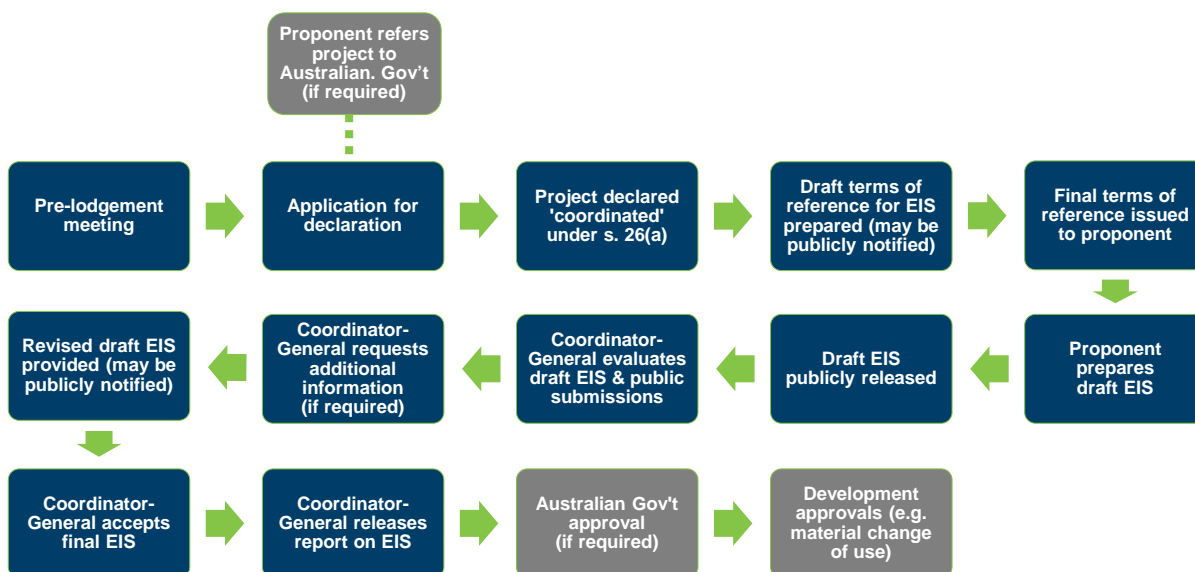 Proponent refers
project to
Australian. Gov't
(if required)
Pre-lodgement
meeting
Application for
declaration
Project declared
'coordinated'
under s. 26(a)
Draft terms of
reference for EIS
prepared (may be
publicly notified)
Final terms of
reference issued
to proponent
Proponent
prepares
draft EIS
Draft EIS
publicly released
Coordinator-
General evaluates
draft EIS & public
submissions
Coordinator-
General requests
additional
information
(if required)
Revised draft EIS
provided (may be
publicly notified)
Coordinator-
General accepts
final EIS
Coordinator-
General releases
report on EIS
Australian Gov't
approval
(if required)
Development
approvals (e.g.
material change
of use)